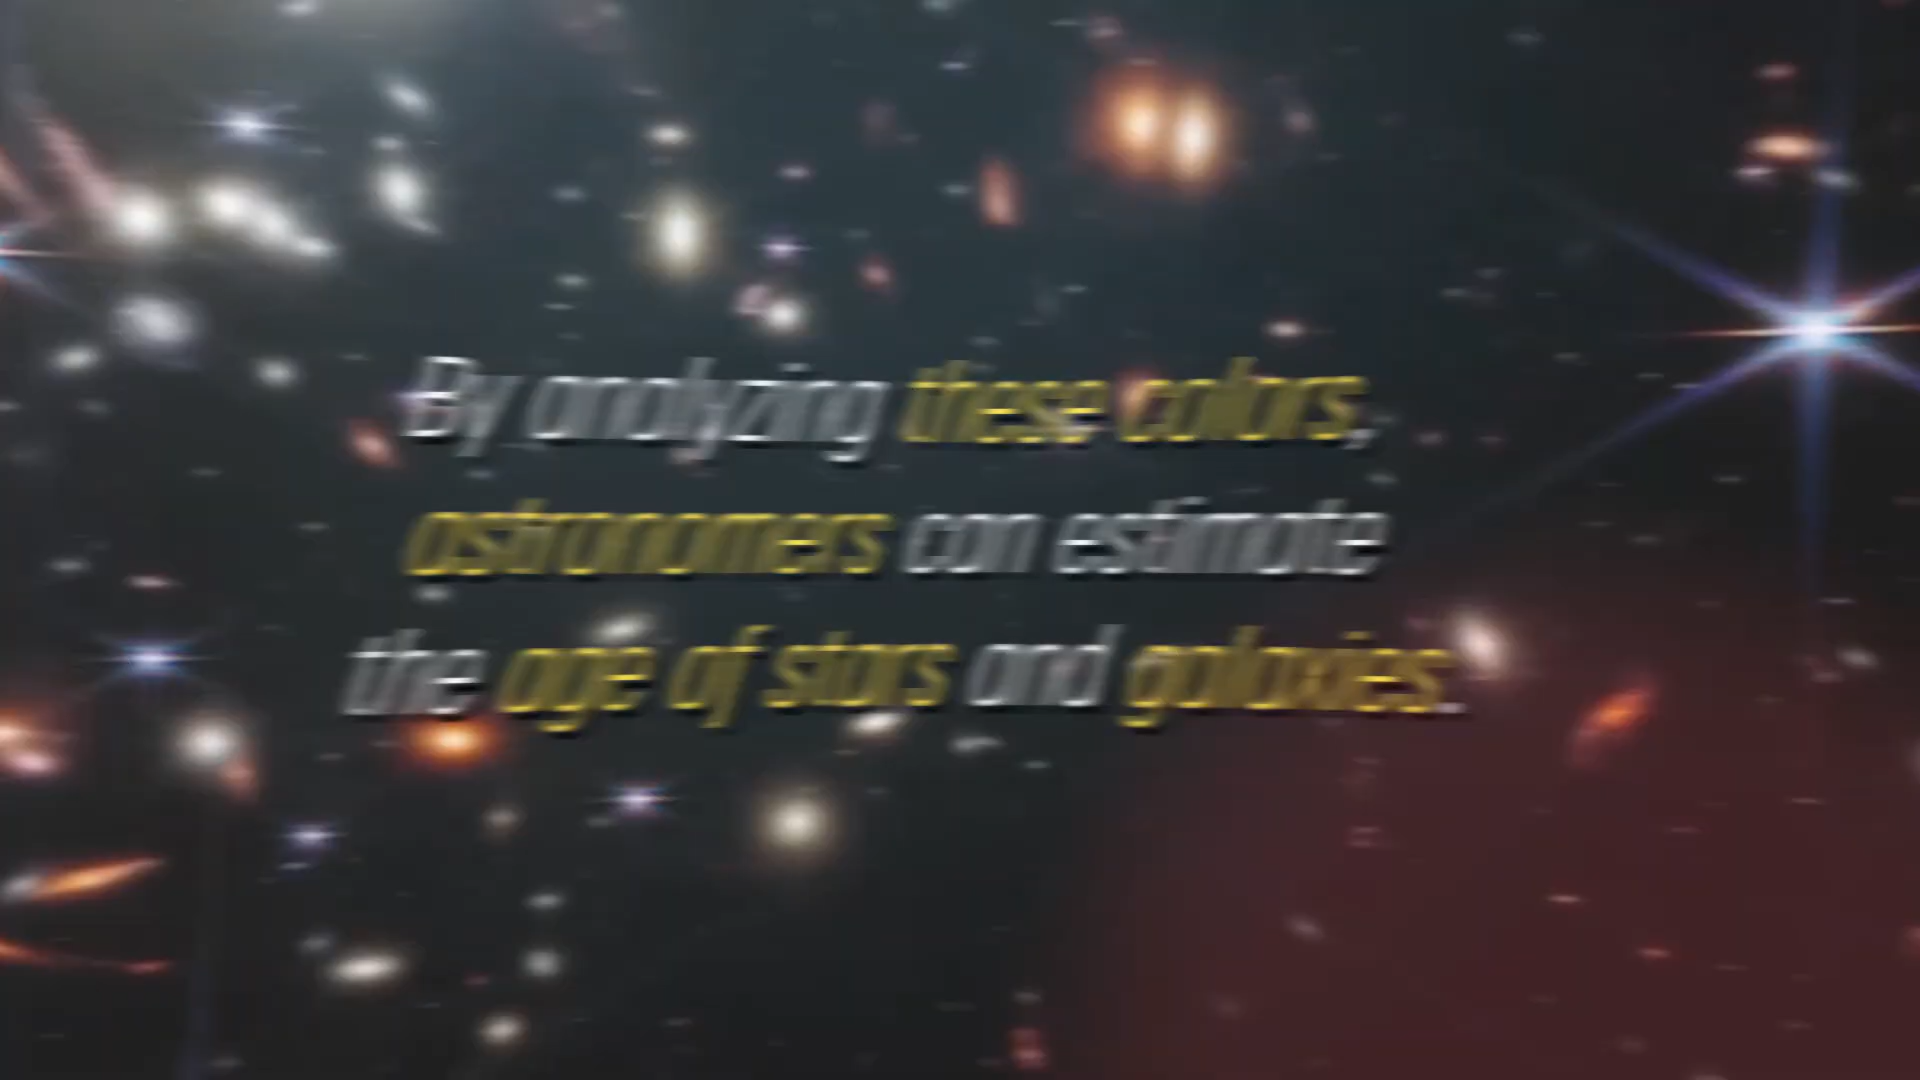 By analyzing these colors,
astronomers can estimate
the age of stars and galaxies.